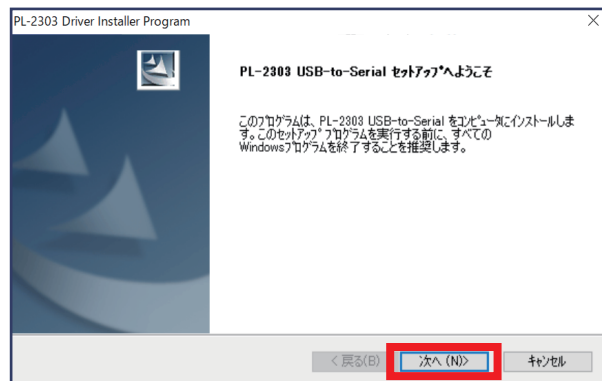 PL-2303 Driver Installer Program
PL-2303 USB-to-Serial ｾｯﾄｱｯﾌﾟへようこそ
このﾌﾟﾛｸﾞﾗﾑは、PL-2303 USB-to-Serial をｺﾝﾋﾟｭｰﾀにｲﾝｽﾄｰﾙしま
す。このｾｯﾄｱｯﾌﾟ ﾌﾟﾛｸﾞﾗﾑを実行する前に、すべての
Windowsﾌﾟﾛｸﾞﾗﾑを終了することを推奨します。
< 戻る(B)
次へ (N)>
ｷｬﾝｾﾙ